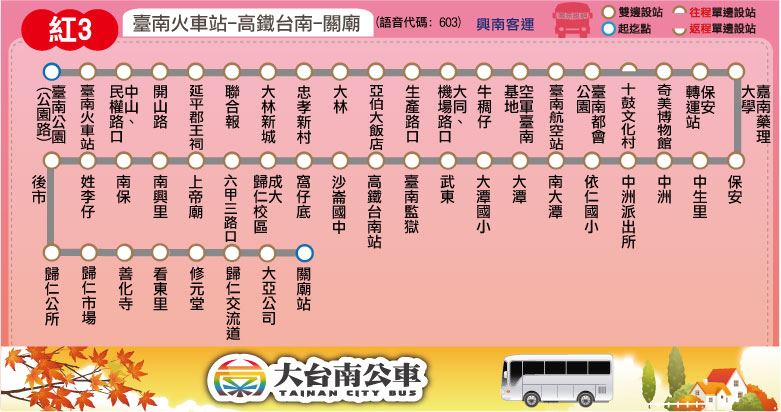 紅3
臺南火車站-高鐵台南-關廟
(語音代碼: 603)
興南客運
雙邊設站
往程單邊設站
起迄點
返程單邊設站
臺南公園
(公園路)
臺南火車站
中山、
民權路口
開山路
延平郡王祠
聯合報
大林新城
忠孝新村
大林
亞伯大飯店
生產路口
大同、
機場路口
牛稠仔
空軍臺南
基地
臺南航空站
臺南都會
公園
十鼓文化村
奇美博物館
保安
轉運站
嘉南藥理
大學
後市
姓李仔
南保
南興里
上帝廟
六甲三路口
成大
歸仁校區
窩仔底
沙崙國中
高鐵台南站
臺南監獄
武東
大潭國小
大潭
南大潭
依仁國小
中洲派出所
中洲
中生里
保安
歸仁公所
歸仁市場
善化寺
看東里
修元堂
歸仁交流道
大亞公司
關廟站
大台南公車
TAINAN CITY BUS